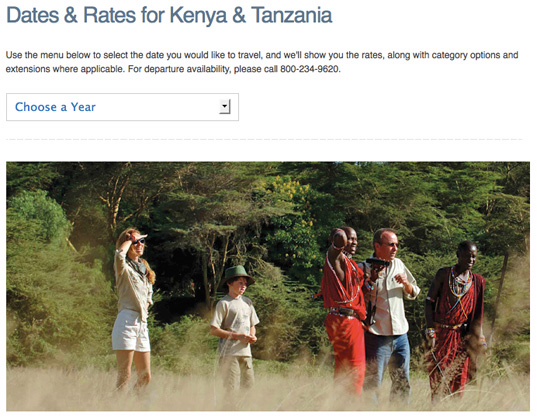 Dates & Rates for Kenya & Tanzania
Use the menu below to select the date you would like to travel, and we'll show you the rates, along with category options and
extensions where applicable. For departure availability, please call 800-234-9620.
Choose a Year